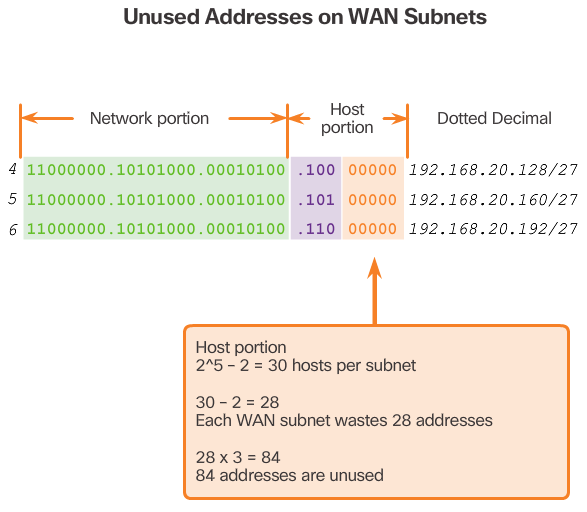 Unused Addresses on WAN Subnets
Network portion
Host
portion
Dotted Decimal
4 11000000.10101000.00010100 .100 00000 192.168.20.128/27
5 11000000.10101000.00010100 .101 00000 192.168.20.160/27
6 11000000.10101000.00010100 .110 00000 192.168.20.192/27
Host portion
2^5 – 2 = 30 hosts per subnet
30 – 2 = 28
Each WAN subnet wastes 28 addresses
28 x 3 = 84
84 addresses are unused